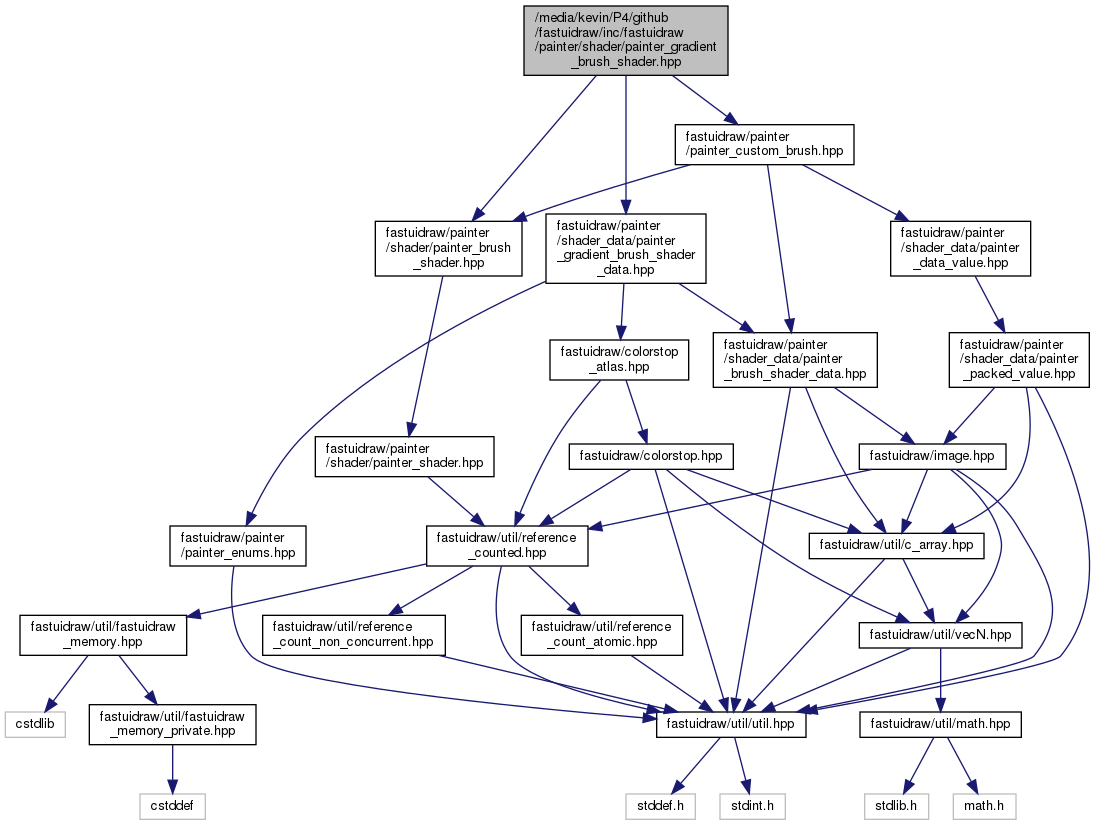 /media/kevin/P4/github
/fastuidraw/inc/fastuidraw
/painter/shader/painter_gradient
_brush_shader.hpp
fastuidraw/painter
/painter_custom_brush.hpp
fastuidraw/painter
/shader/painter_brush
_shader.hpp
fastuidraw/painter
/shader_data/painter
_gradient_brush_shader
_data.hpp
fastuidraw/painter
/shader_data/painter
_data_value.hpp
fastuidraw/colorstop
_atlas.hpp
fastuidraw/painter
/shader_data/painter
_brush_shader_data.hpp
fastuidraw/painter
/shader_data/painter
_packed_value.hpp
fastuidraw/painter
/shader/painter_shader.hpp
fastuidraw/colorstop.hpp
fastuidraw/image.hpp
fastuidraw/painter
/painter_enums.hpp
fastuidraw/util/reference
_counted.hpp
fastuidraw/util/c_array.hpp
fastuidraw/util/fastuidraw
_memory.hpp
fastuidraw/util/reference
_count_non_concurrent.hpp
fastuidraw/util/reference
_count_atomic.hpp
fastuidraw/util/vecN.hpp
cstdlib
fastuidraw/util/fastuidraw
_memory_private.hpp
fastuidraw/util/util.hpp
fastuidraw/util/math.hpp
cstddef
stddef.h
stdint.h
stdlib.h
math.h